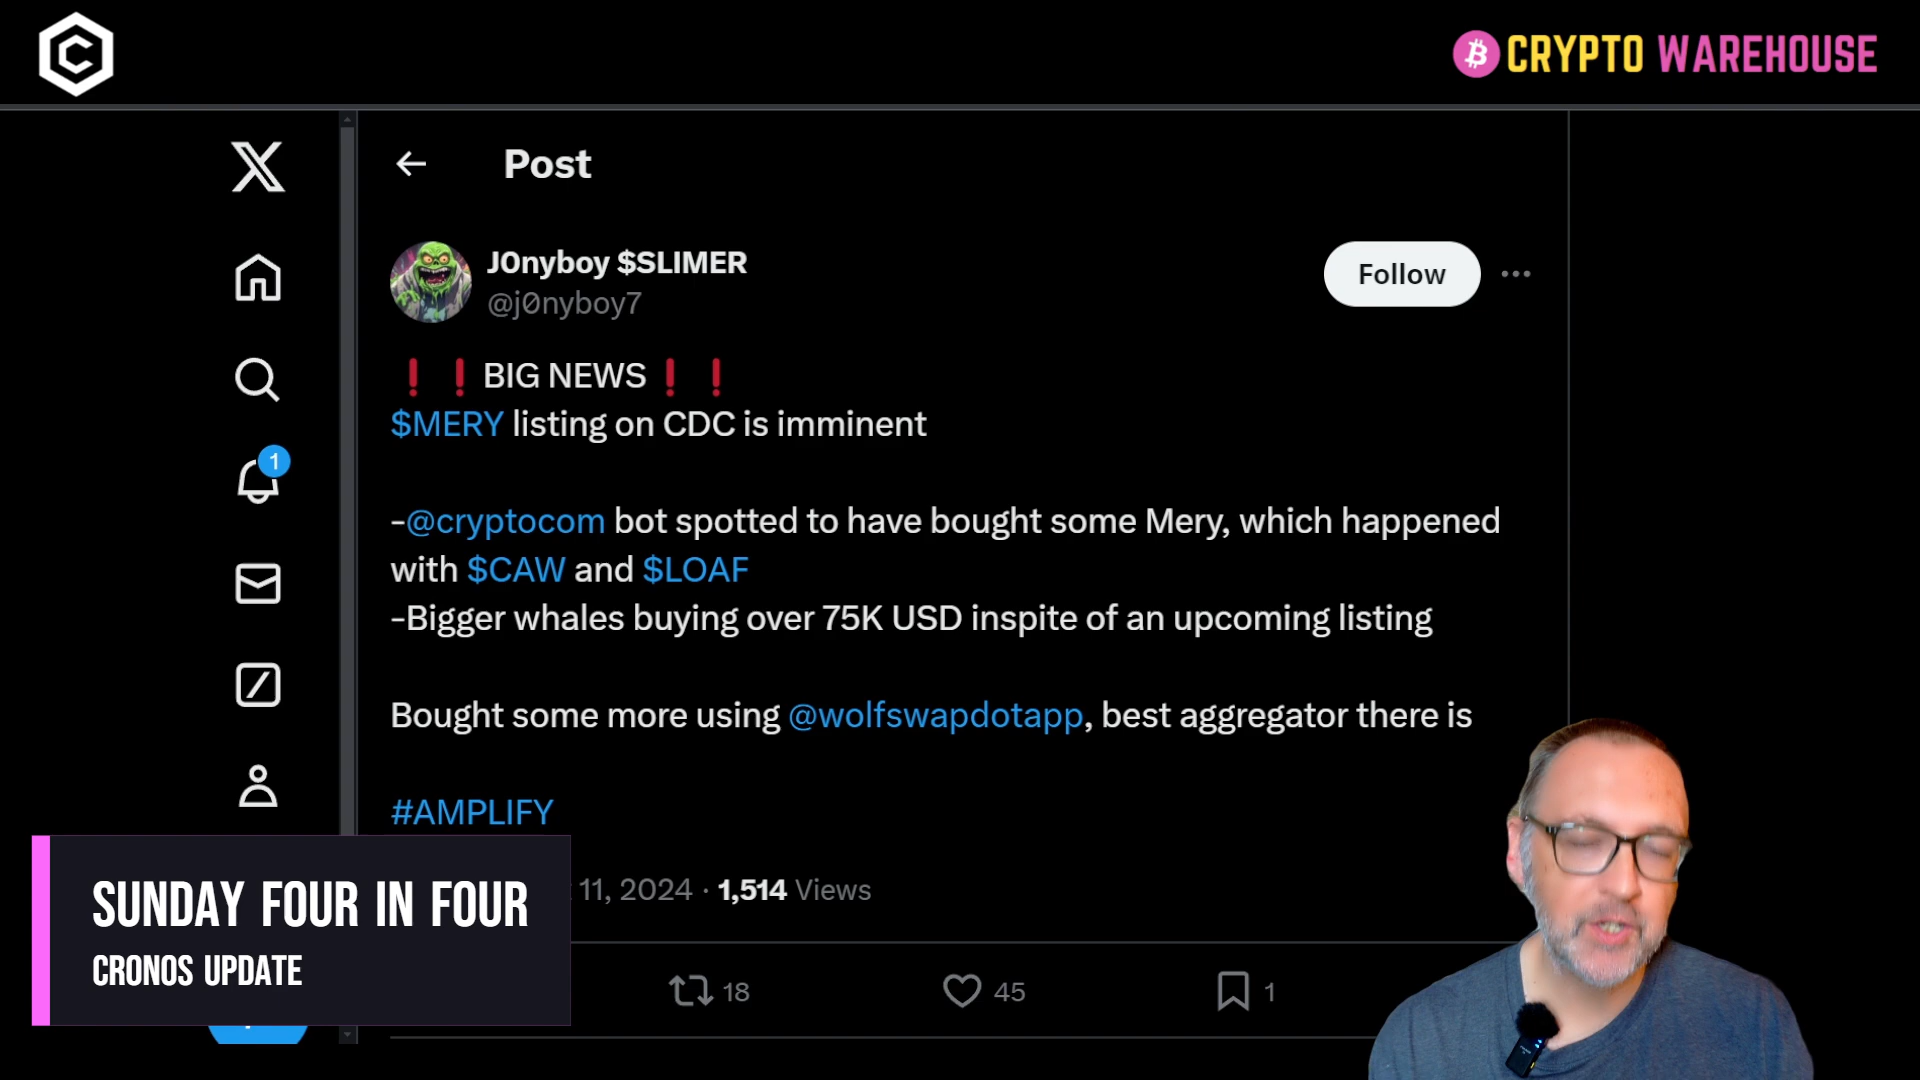 CRYPTO WAREHOUSE
Post
J0nyboy $SLIMER
@j0nyboy7
Follow
❗❗BIG NEWS❗❗
$MERY listing on CDC is imminent
1
-@cryptocom bot spotted to have bought some Mery, which happened
with $CAW and $LOAF
-Bigger whales buying over 75K USD inspite of an upcoming listing
Bought some more using @wolfswapdotapp, best aggregator there is
#AMPLIFY
11, 2024 · 1,514 Views
SUNDAY FOUR IN FOUR
CRONOS UPDATE
18
45
1